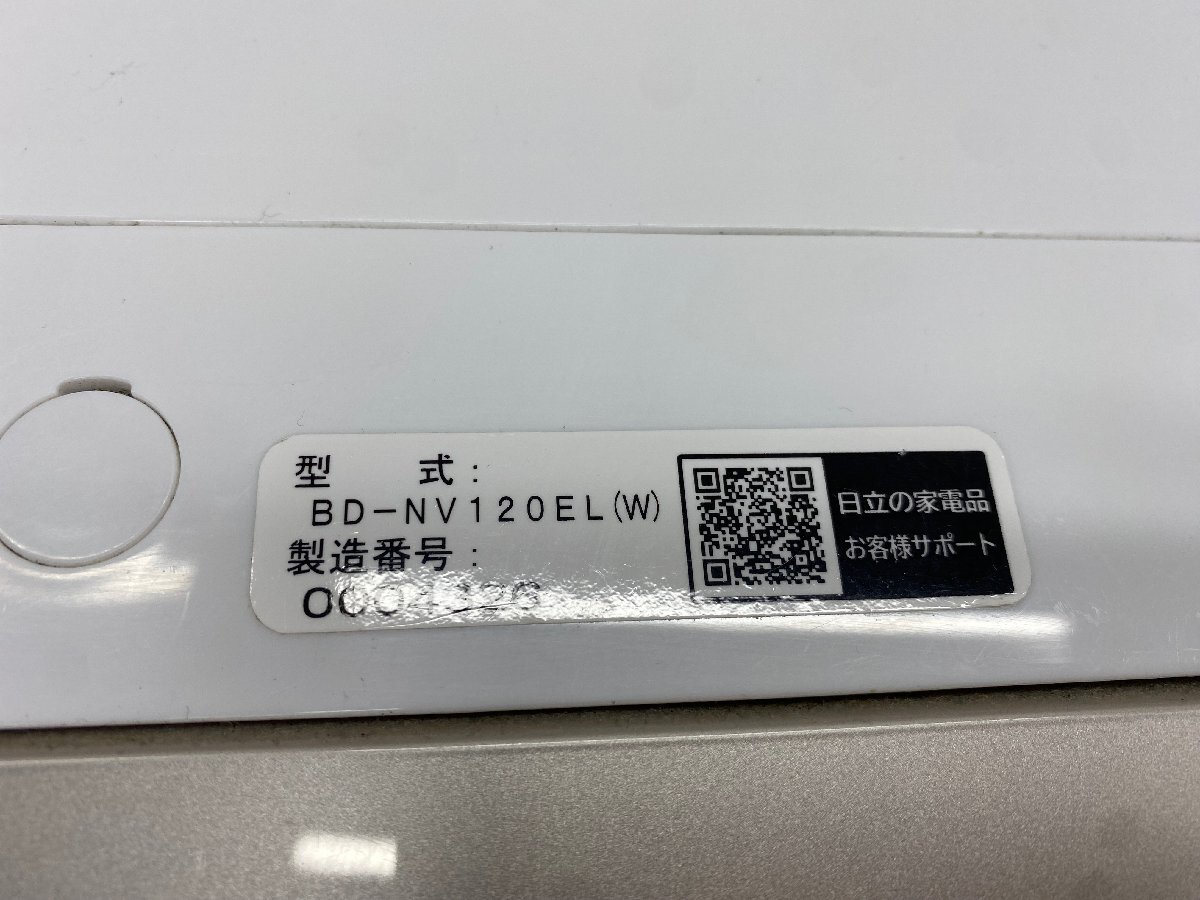 型　　式：
BD-NV120EL(W)
製造番号：
日立の家電品
お客様サポート